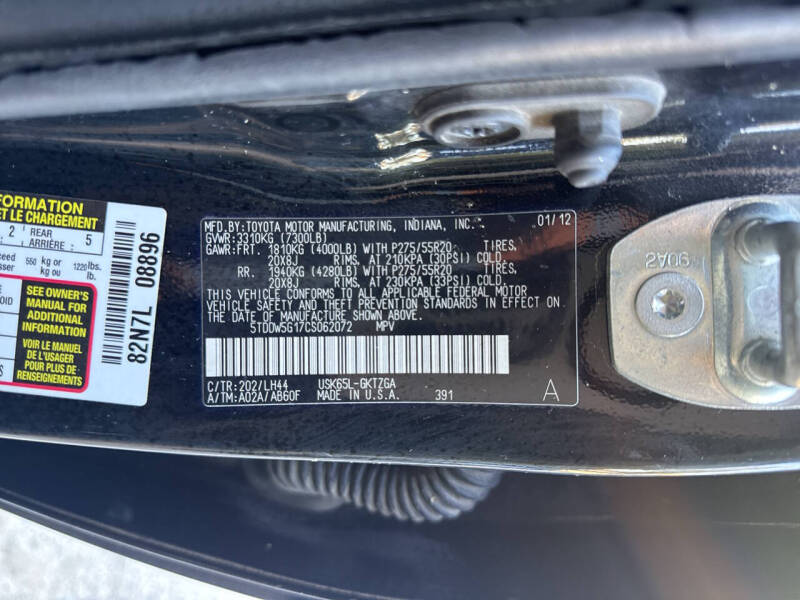 FORMATION
ET LE CHARGEMENT
2 REAR 5
ARRIÈRE:
550 kg or 1220 lbs.
kg ou lb.
SEE OWNER'S
MANUAL FOR
ADDITIONAL
INFORMATION
VOIR LE MANUEL
DE L'USAGER
POUR PLUS DE
RENSEIGNEMENTS
82N7L 08896
MFD.BY:TOYOTA MOTOR MANUFACTURING, INDIANA, INC. 01/12
GVWR:3310KG (7300LB)
GAWR:FRT. 1810KG (4000LB) WITH P275/55R20 TIRES,
20X8J RIMS, AT 210KPA (30PSI) COLD.
RR. 1940KG (4280LB) WITH P275/55R20 TIRES,
20X8J RIMS, AT 230KPA (33PSI) COLD.
THIS VEHICLE CONFORMS TO ALL APPLICABLE FEDERAL MOTOR
VEHICLE SAFETY AND THEFT PREVENTION STANDARDS IN EFFECT ON
THE DATE OF MANUFACTURE SHOWN ABOVE.
5TDDW5G17CS062072 MPV
C/TR:202/LH44 USK65L-GKTZGA
A/TM:A02A/AB60F MADE IN U.S.A. 391 A
90A2